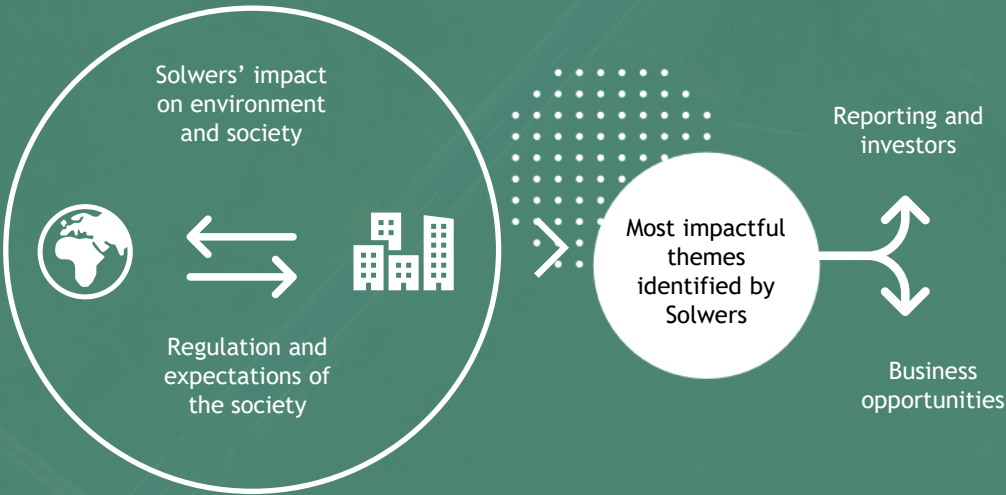 Solwers’ impact
on environment
and society
Regulation and
expectations of
the society
Most impactful
themes
identified by
Solwers
Reporting and
investors
Business
opportunities